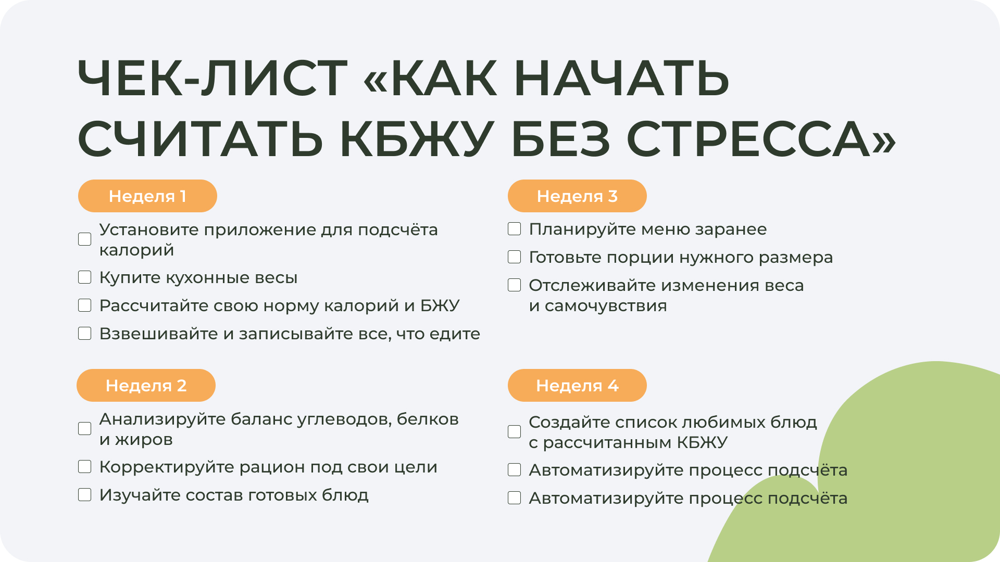 ЧЕК-ЛИСТ «КАК НАЧАТЬ
СЧИТАТЬ КБЖУ БЕЗ СТРЕССА»
Неделя 1
Установите приложение для подсчёта
калорий
Купите кухонные весы
Рассчитайте свою норму калорий и БЖУ
Взвешивайте и записывайте все, что едите
Неделя 2
Анализируйте баланс углеводов, белков
и жиров
Корректируйте рацион под свои цели
Изучайте состав готовых блюд
Неделя 3
Планируйте меню заранее
Готовьте порции нужного размера
Отслеживайте изменения веса
и самочувствия
Неделя 4
Создайте список любимых блюд
с рассчитанным КБЖУ
Автоматизируйте процесс подсчёта
Автоматизируйте процесс подсчёта